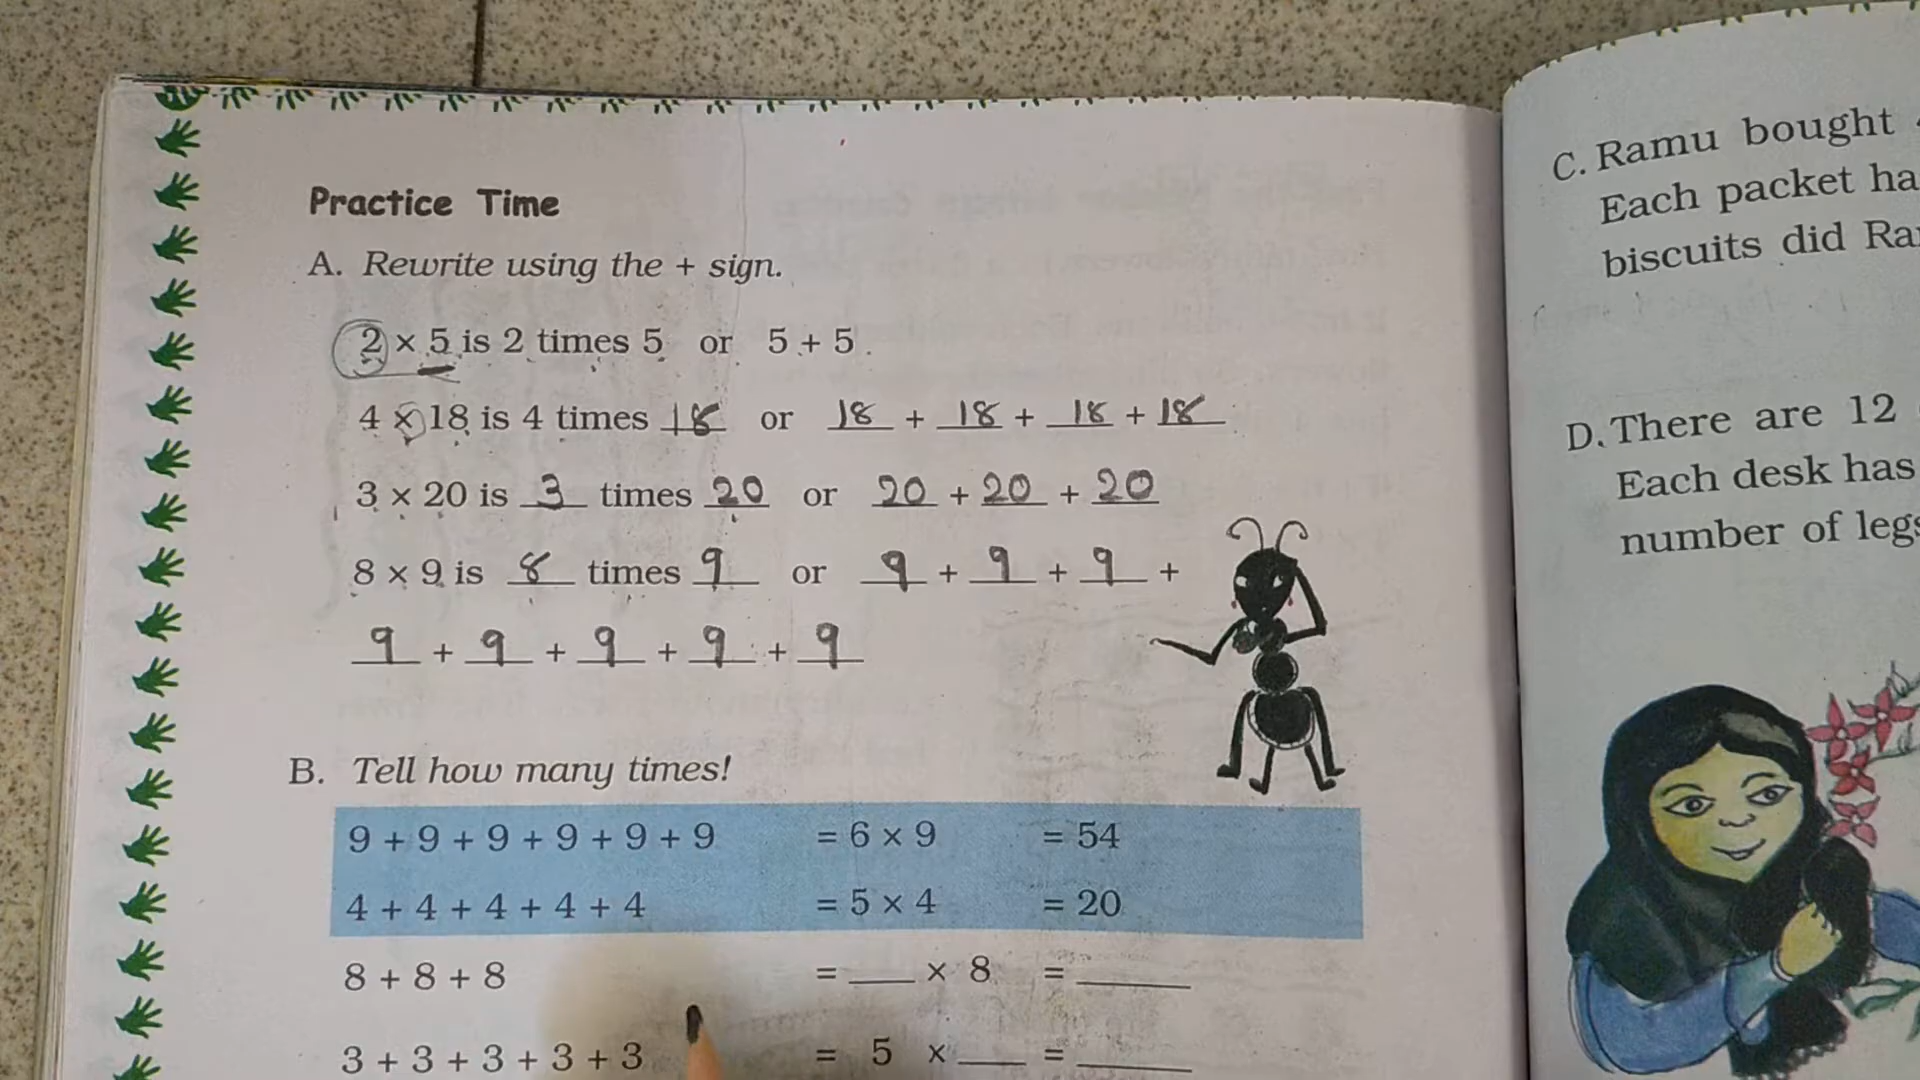 Practice Time
A. Rewrite using the + sign.
2 × 5 is 2 times 5 or 5 + 5
4 × 18 is 4 times 18 or 18 + 18 + 18 + 18
3 × 20 is 3 times 20 or 20 + 20 + 20
8 × 9 is 8 times 9 or 9 + 9 + 9 +
9 + 9 + 9 + 9 + 9
B. Tell how many times!
9 + 9 + 9 + 9 + 9 + 9 = 6 × 9 = 54
4 + 4 + 4 + 4 + 4 = 5 × 4 = 20
8 + 8 + 8 = ___ × 8 = ___
3 + 3 + 3 + 3 + 3 = 5 × ___ = ___
C. Ramu bought
Each packet ha
biscuits did Ra
D. There are 12
Each desk has
number of legs